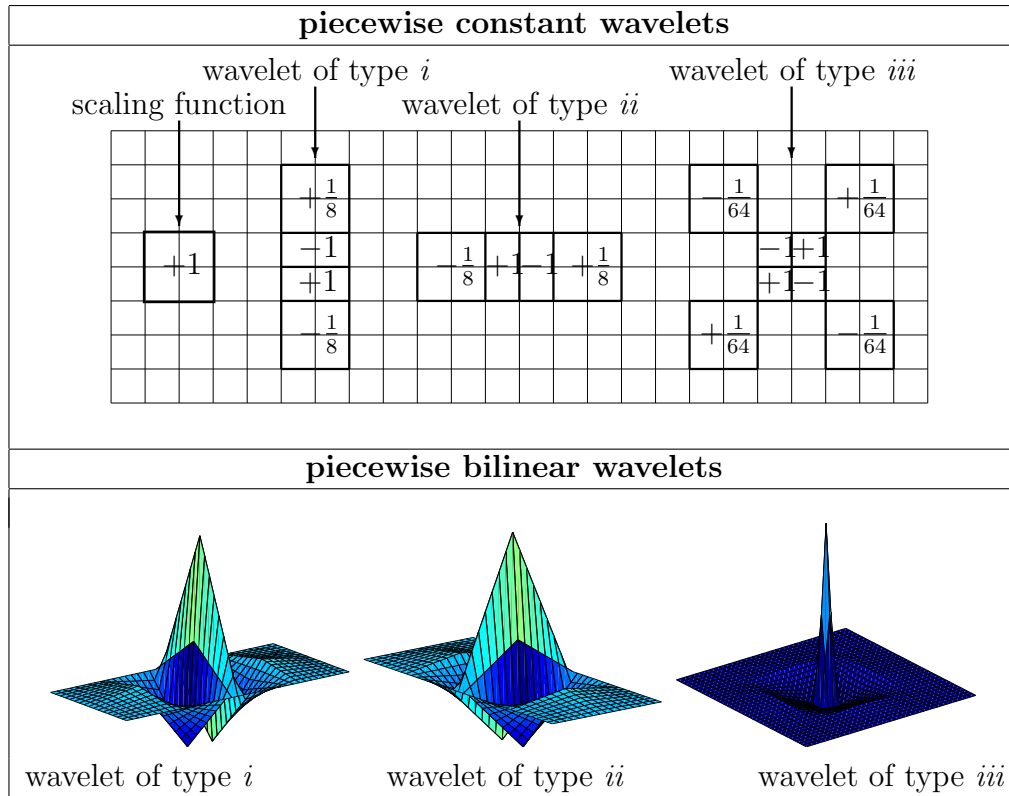 piecewise constant wavelets
wavelet of type i
wavelet of type iii
scaling function
wavelet of type ii
+1/8
−1/64
+1/64
−1
−1 +1
+1
−1/8
+1 −1
+1/8
+1
+1 −1
−1/8
+1/64
−1/64
piecewise bilinear wavelets
wavelet of type i
wavelet of type ii
wavelet of type iii